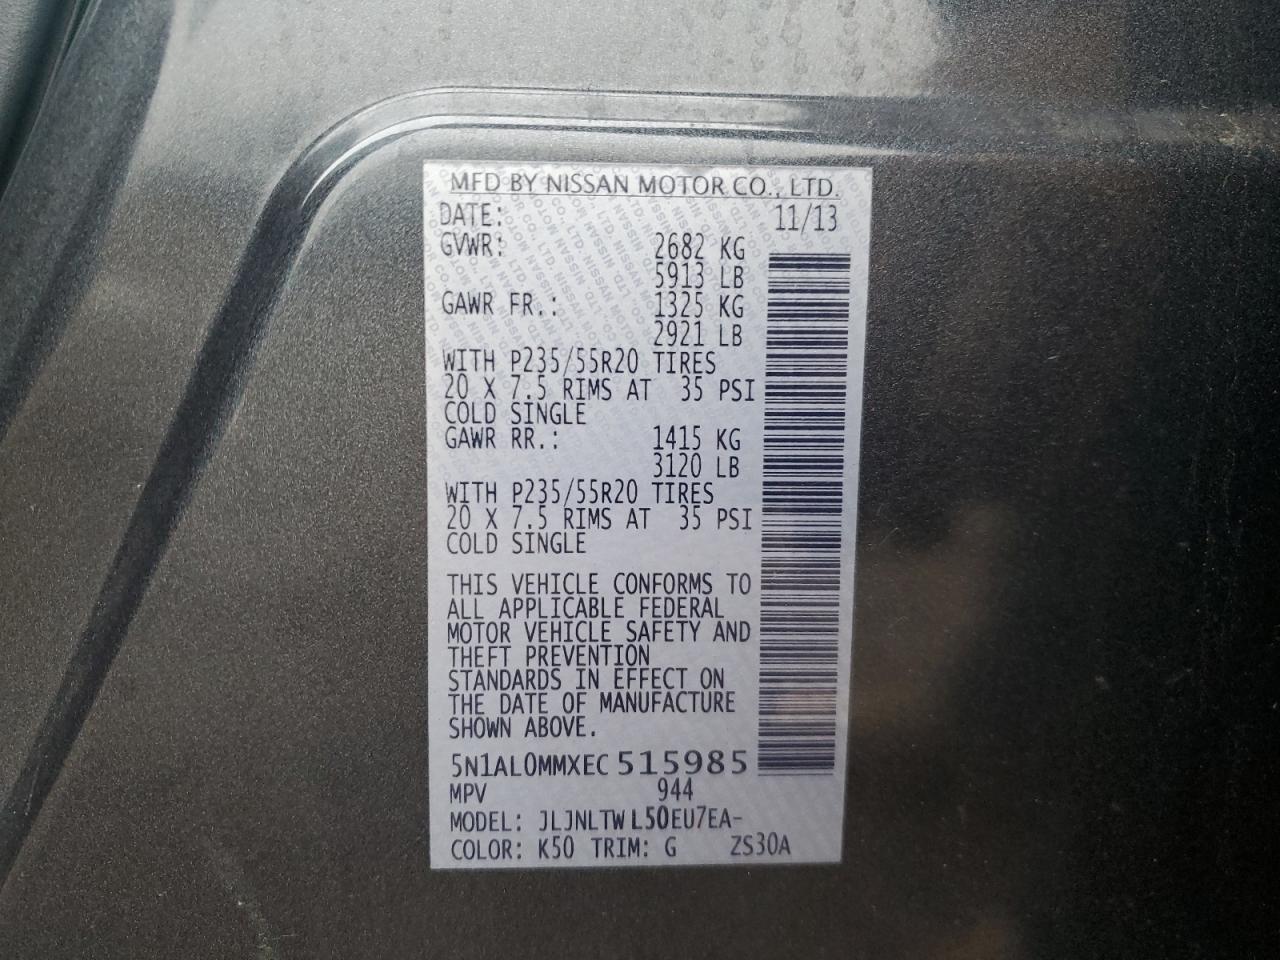 MFD BY NISSAN MOTOR CO., LTD.
DATE: 11/13
GVWR: 2682 KG
5913 LB
GAWR FR.: 1325 KG
2921 LB
WITH P235/55R20 TIRES
20 X 7.5 RIMS AT 35 PSI
COLD SINGLE
GAWR RR.: 1415 KG
3120 LB
WITH P235/55R20 TIRES
20 X 7.5 RIMS AT 35 PSI
COLD SINGLE
THIS VEHICLE CONFORMS TO
ALL APPLICABLE FEDERAL
MOTOR VEHICLE SAFETY AND
THEFT PREVENTION
STANDARDS IN EFFECT ON
THE DATE OF MANUFACTURE
SHOWN ABOVE.
5N1AL0MMXEC515985
MPV 944
MODEL: JLJNLTWL50EU7EA-
COLOR: K50 TRIM: G ZS30A